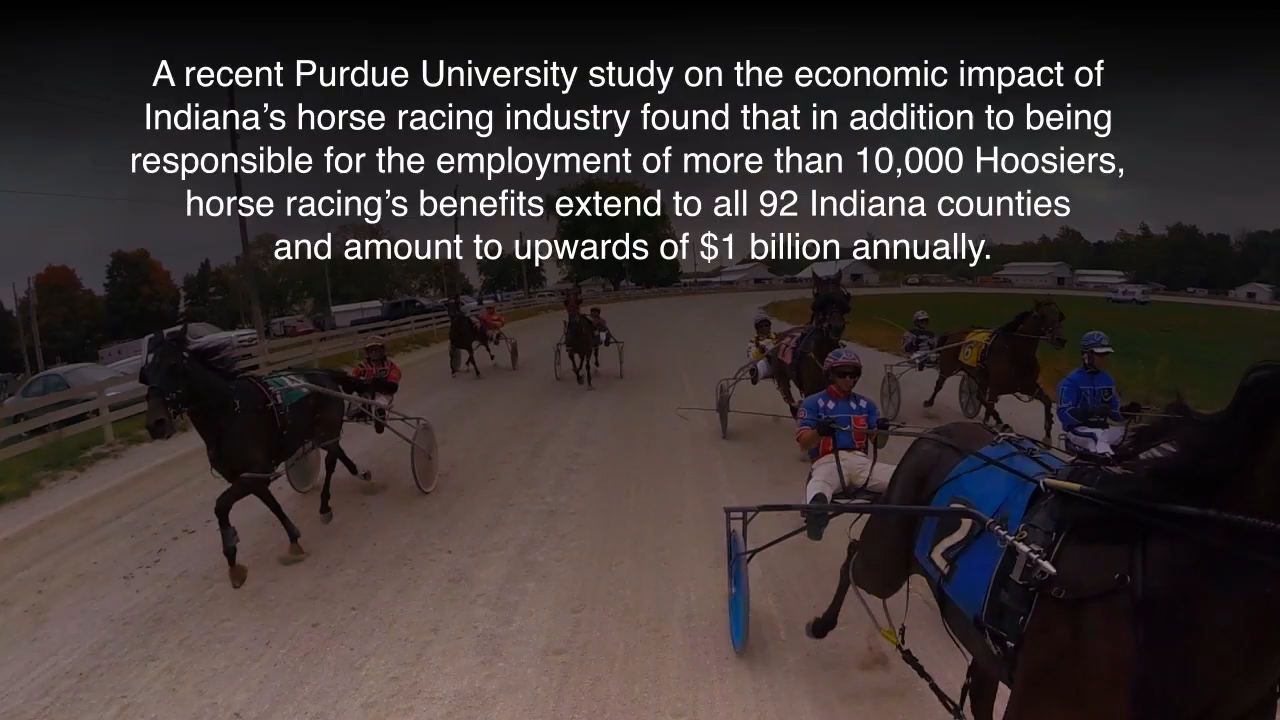 A recent Purdue University study on the economic impact of
Indiana’s horse racing industry found that in addition to being
responsible for the employment of more than 10,000 Hoosiers,
horse racing’s benefits extend to all 92 Indiana counties
and amount to upwards of $1 billion annually.
6
2